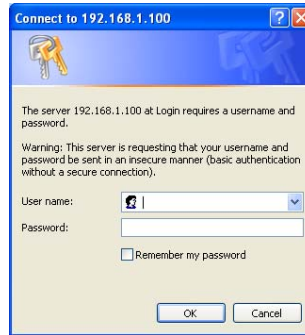 Connect to 192.168.1.100
The server 192.168.1.100 at Login requires a username and
password.
Warning: This server is requesting that your username and
password be sent in an insecure manner (basic authentication
without a secure connection).
User name:
Password:
Remember my password
OK Cancel